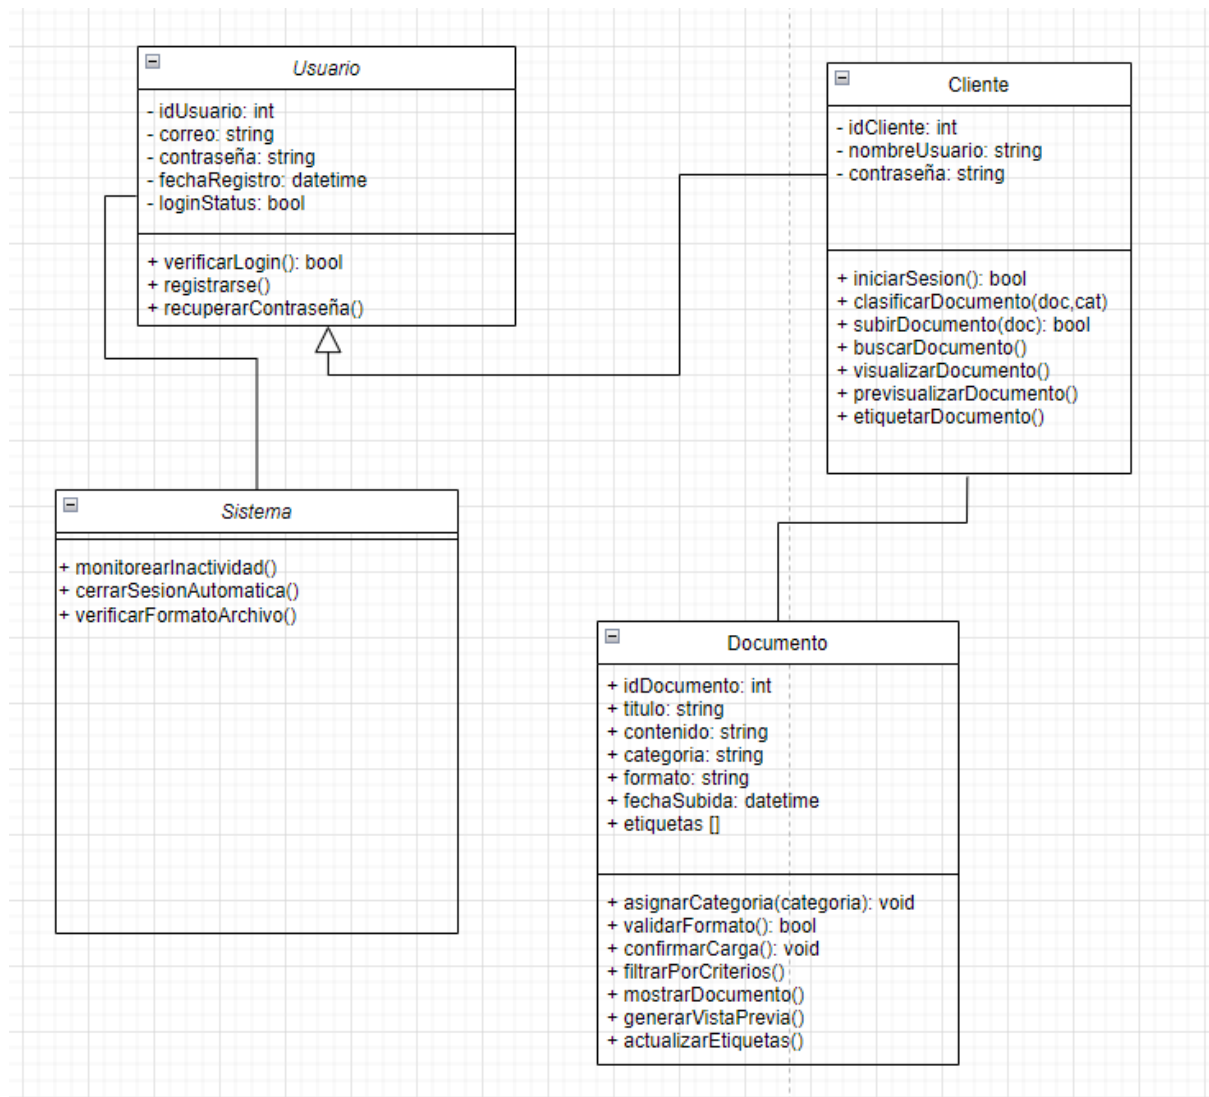 Usuario
- idUsuario: int
- correo: string
- contraseña: string
- fechaRegistro: datetime
- loginStatus: bool
+ verificarLogin(): bool
+ registrarse()
+ recuperarContraseña()
Cliente
- idCliente: int
- nombreUsuario: string
- contraseña: string
+ iniciarSesion(): bool
+ clasificarDocumento(doc,cat)
+ subirDocumento(doc): bool
+ buscarDocumento()
+ visualizarDocumento()
+ previsualizarDocumento()
+ etiquetarDocumento()
Sistema
+ monitorearInactividad()
+ cerrarSesionAutomatica()
+ verificarFormatoArchivo()
Documento
+ idDocumento: int
+ titulo: string
+ contenido: string
+ categoria: string
+ formato: string
+ fechaSubida: datetime
+ etiquetas []
+ asignarCategoria(categoria): void
+ validarFormato(): bool
+ confirmarCarga(): void
+ filtrarPorCriterios()
+ mostrarDocumento()
+ generarVistaPrevia()
+ actualizarEtiquetas()